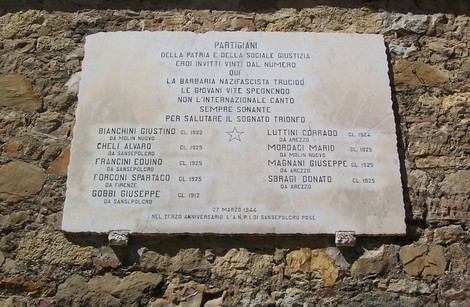 PARTIGIANI
DELLA PATRIA E DELLA SOCIALE GIUSTIZIA
EROI INVITTI VINTI DAL NUMERO
QUI
LA BARBARIA NAZIFASCISTA TRUCIDÒ
LE GIOVANI VITE SPEGNENDO
NON L'INTERNAZIONALE CANTO
SEMPRE SONANTE
PER SALUTARE IL SOGNATO TRIONFO
BIANCHINI GIUSTINO CL. 1922
DA MOLIN NUOVO
CHELI ALVARO CL. 1925
DA SANSEPOLCRO
FRANCINI EDUINO CL. 1925
DA SANSEPOLCRO
FORCONI SPARTACO CL. 1925
DA FIRENZE
GOBBI GIUSEPPE CL. 1912
DA SANSEPOLCRO
LUTTINI CORRADO CL. 1924
DA AREZZO
MORDACI MARIO CL. 1925
DA MOLIN NUOVO
MAGNANI GIUSEPPE CL. 1925
DA AREZZO
SBRAGI DONATO CL. 1925
DA AREZZO
27 MARZO 1944
NEL TERZO ANNIVERSARIO L'A.N.P.I. DI SANSEPOLCRO POSE